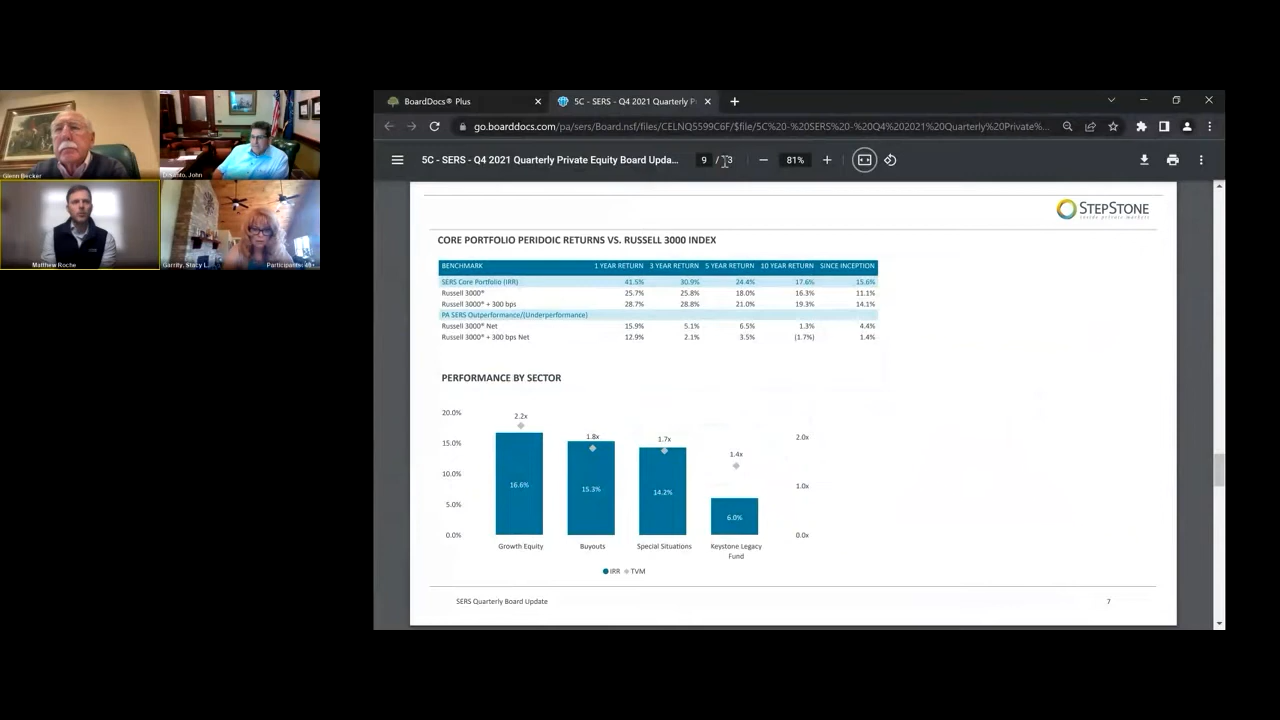 Glenn Becker
DiSanto, John
Matthew Roche
Garrity, Stacy L.
BoardDocs® Plus
5C - SERS - Q4 2021 Quarterly P
go.boarddocs.com/pa/sers/Board.nsf/files/CELNQ5599C6F/$file/5C%20-%20SERS%20-%20Q4%202021%20Quarterly%20Private%...
5C - SERS - Q4 2021 Quarterly Private Equity Board Upda...
9 /
81%
STEPSTONE
CORE PORTFOLIO PERIDOIC RETURNS VS. RUSSELL 3000 INDEX
BENCHMARK 1 YEAR RETURN 3 YEAR RETURN 5 YEAR RETURN 10 YEAR RETURN SINCE INCEPTION
SERS Core Portfolio (IRR) 41.5% 30.9% 24.4% 17.6% 15.6%
Russell 3000* 25.7% 25.8% 18.0% 16.3% 11.1%
Russell 3000* + 300 bps 28.7% 28.8% 21.0% 19.3% 14.1%
PA SERS Outperformance/(Underperformance)
Russell 3000* Net 15.9% 5.1% 6.5% 1.3% 4.4%
Russell 3000* + 300 bps Net 12.9% 2.1% 3.5% (1.7%) 1.4%
PERFORMANCE BY SECTOR
20.0%
15.0%
10.0%
5.0%
0.0%
2.2x
1.8x
1.7x
1.4x
16.6%
15.3%
14.2%
6.0%
2.0x
1.0x
0.0x
Growth Equity
Buyouts
Special Situations
Keystone Legacy
Fund
IRR TVM
SERS Quarterly Board Update
7